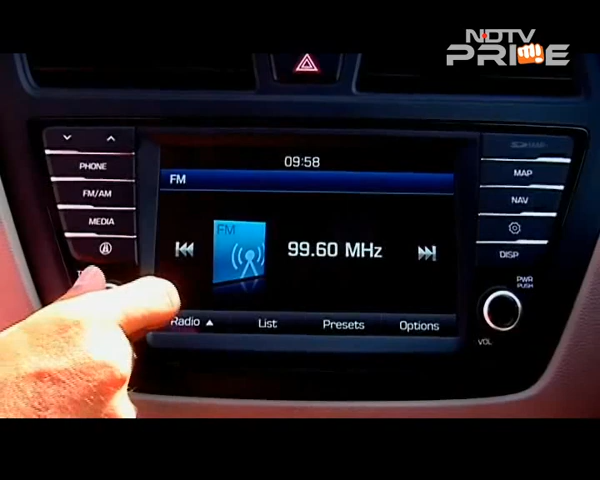 NDTV
PRIME
09:58
FM
PHONE
FM/AM
MEDIA
MAP
NAV
DISP
FM
99.60 MHz
PWR
PUSH
VOL
Radio ▲
List
Presets
Options